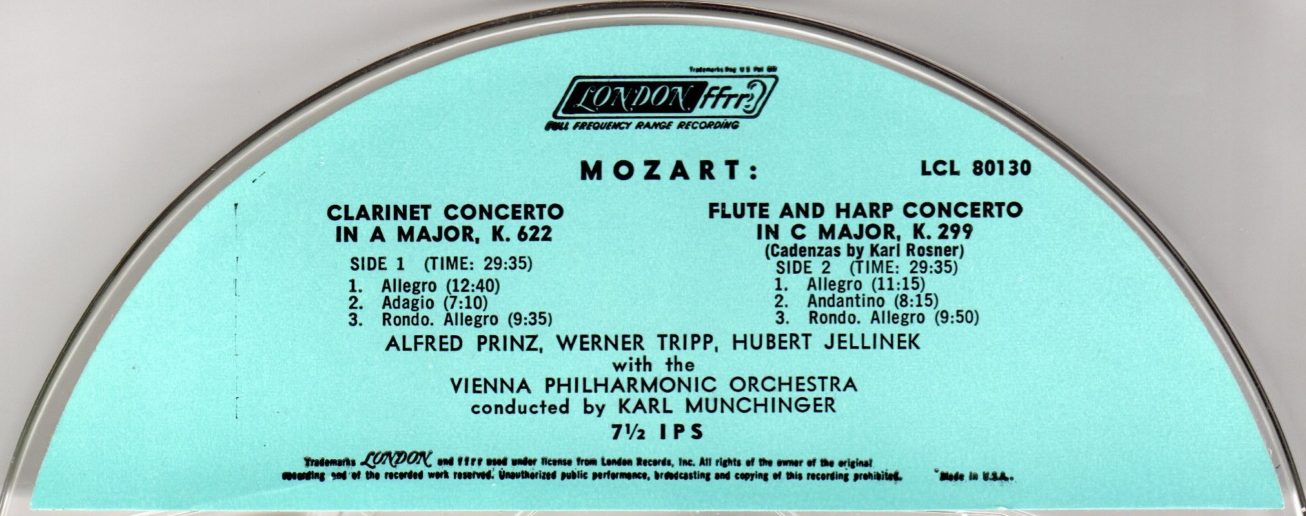 Trademarks Reg U S Pat Off
LONDON ffrr
FULL FREQUENCY RANGE RECORDING
MOZART:
LCL 80130
CLARINET CONCERTO
IN A MAJOR, K. 622
SIDE 1 (TIME: 29:35)
1. Allegro (12:40)
2. Adagio (7:10)
3. Rondo. Allegro (9:35)
FLUTE AND HARP CONCERTO
IN C MAJOR, K. 299
(Cadenzas by Karl Rosner)
SIDE 2 (TIME: 29:35)
1. Allegro (11:15)
2. Andantino (8:15)
3. Rondo. Allegro (9:50)
ALFRED PRINZ, WERNER TRIPP, HUBERT JELLINEK
with the
VIENNA PHILHARMONIC ORCHESTRA
conducted by KARL MUNCHINGER
7½ IPS
Trademarks LONDON and ffrr used under license from London Records, Inc. All rights of the owner of the original
recording and of the recorded work reserved. Unauthorized public performance, broadcasting and copying of this recording prohibited.
Made in U.S.A.